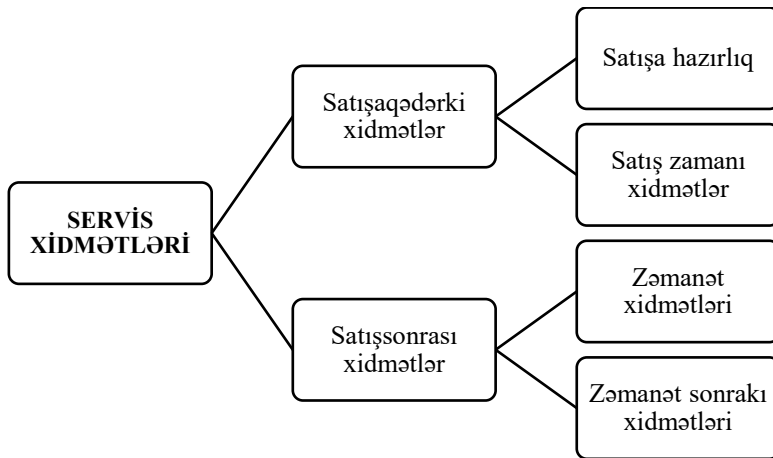 SERVİS
XİDMƏTLƏRİ
Satışaqədərki
xidmətlər
Satışa hazırlıq
Satış zamanı
xidmətlər
Satışsonrası
xidmətlər
Zəmanət
xidmətləri
Zəmanət sonrakı
xidmətləri